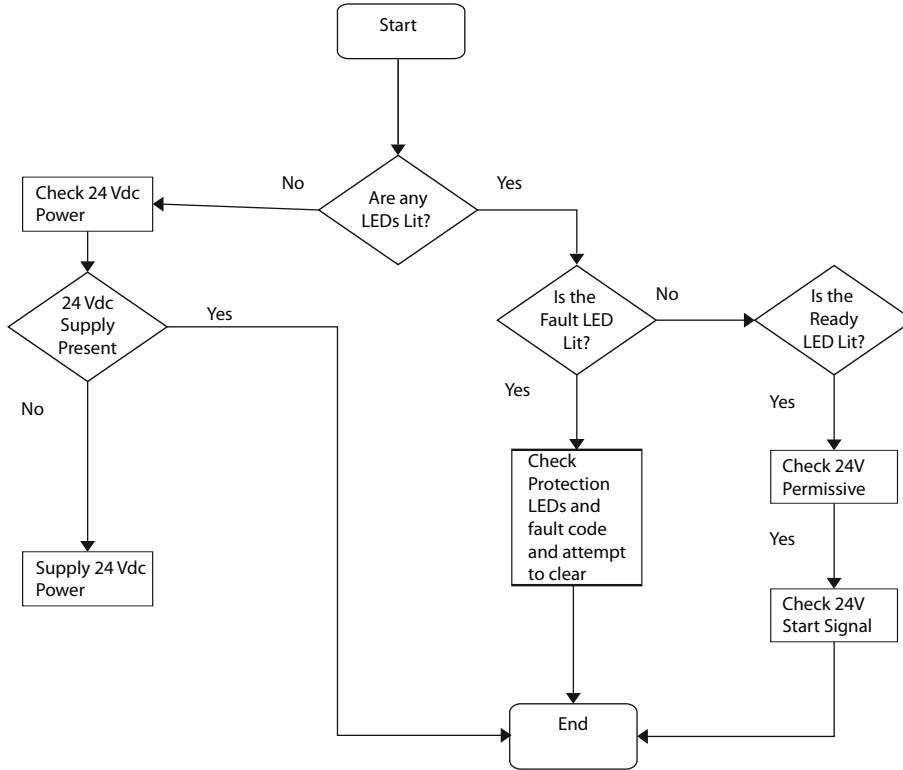 Start
No
Yes
Are any
LEDs Lit?
Check 24 Vdc
Power
24 Vdc
Supply
Present
Yes
No
Supply 24 Vdc
Power
Is the
Fault LED
Lit?
No
Yes
Is the
Ready
LED Lit?
Yes
Check
Protection
LEDs and
fault code
and attempt
to clear
Check 24V
Permissive
Yes
Check 24V
Start Signal
End